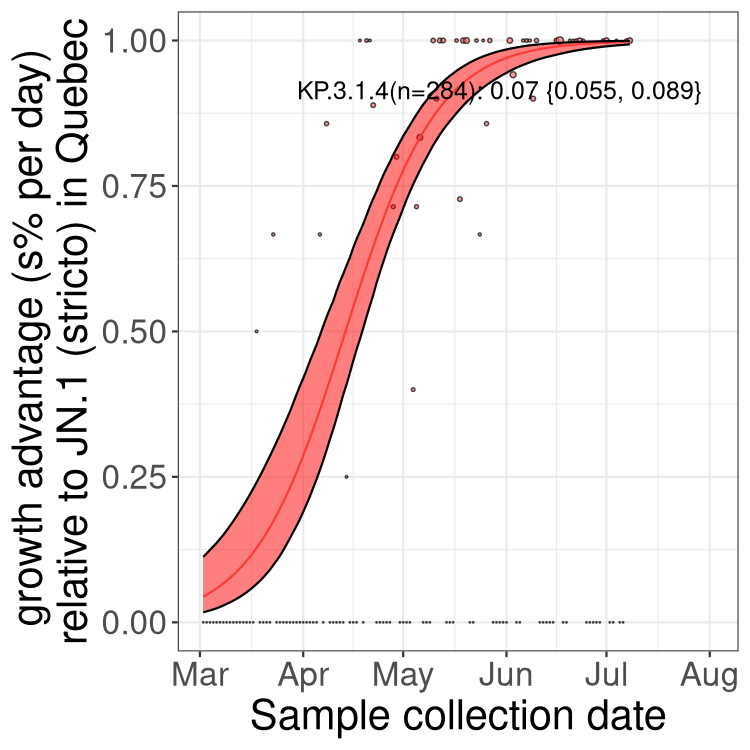 growth advantage (s% per day)
relative to JN.1 (stricto) in Quebec
1.00
0.75
0.50
0.25
0.00
KP.3.1.4(n=284): 0.07 {0.055, 0.089}
Mar Apr May Jun Jul Aug
Sample collection date